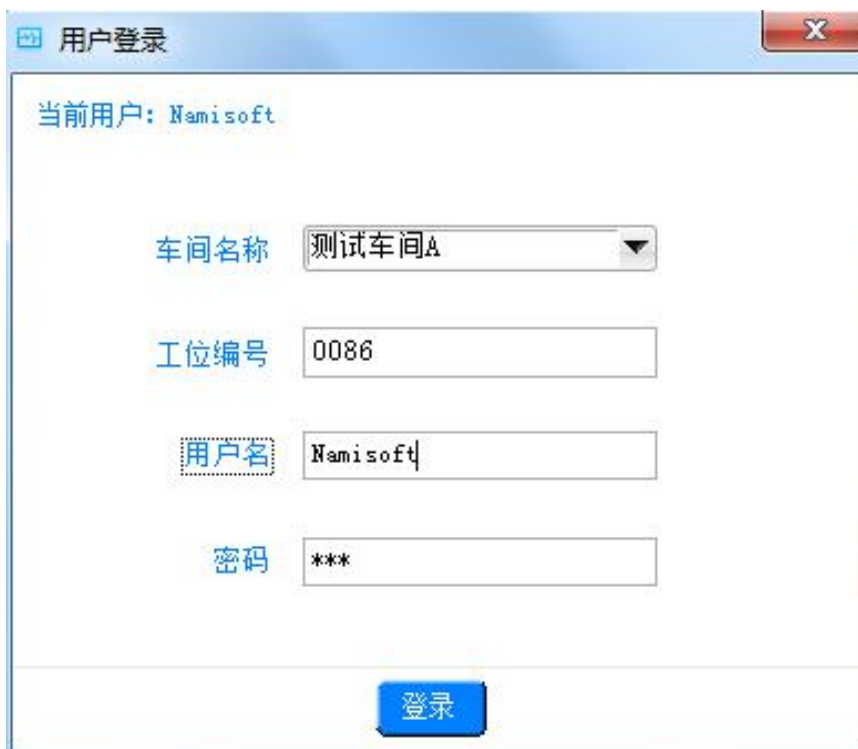 用户登录
当前用户: Namisoft
车间名称 测试车间A
工位编号 0086
用户名 Namisoft
密码 ***
登录